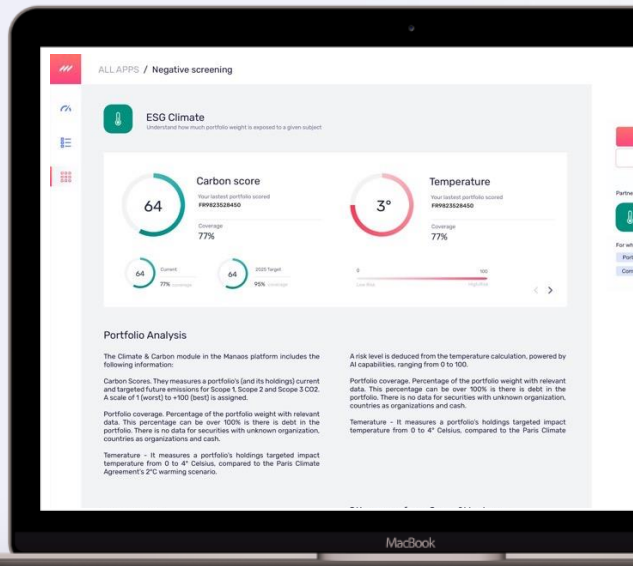 ALL APPS / Negative screening
ESG Climate
Understand how much portfolio weight is exposed to a given subject
64
Carbon score
Your lastest portfolio scored
FR9823528450
Coverage
77%
64
Current
77% coverage
64
2025 Target
95% coverage
3°
Temperature
Your lastest portfolio scored
FR9823528450
Coverage
77%
0
100
Low Risk
High Risk
Portfolio Analysis
The Climate & Carbon module in the Manaos platform includes the
following information:
Carbon Scores. They measures a portfolio's (and its holdings) current
and targeted future emissions for Scope 1, Scope 2 and Scope 3 CO2.
A scale of 1 (worst) to +100 (best) is assigned.
Portfolio coverage. Percentage of the portfolio weight with relevant
data. This percentage can be over 100% is there is debt in the
portfolio. There is no data for securities with unknown organization,
countries as organizations and cash.
Temerature - It measures a portfolio's holdings targeted impact
temperature from 0 to 4° Celsius, compared to the Paris Climate
Agreement's 2°C warming scenario.
A risk level is deduced from the temperature calculation, powered by
AI capabilities, ranging from 0 to 100.
Portfolio coverage. Percentage of the portfolio weight with relevant
data. This percentage can be over 100% is there is debt in the
portfolio. There is no data for securities with unknown organization,
countries as organizations and cash.
Temerature - It measures a portfolio's holdings targeted impact
temperature from 0 to 4° Celsius, compared to the Paris Climate
For wh
MacBook